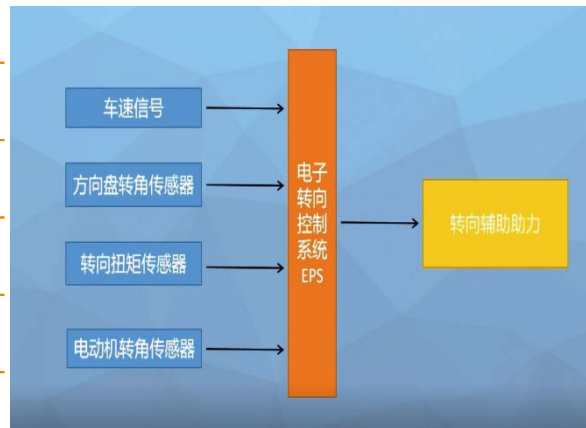 车速信号
方向盘转角传感器
转向扭矩传感器
电动机转角传感器
电子
转向
控制
系统
EPS
转向辅助助力